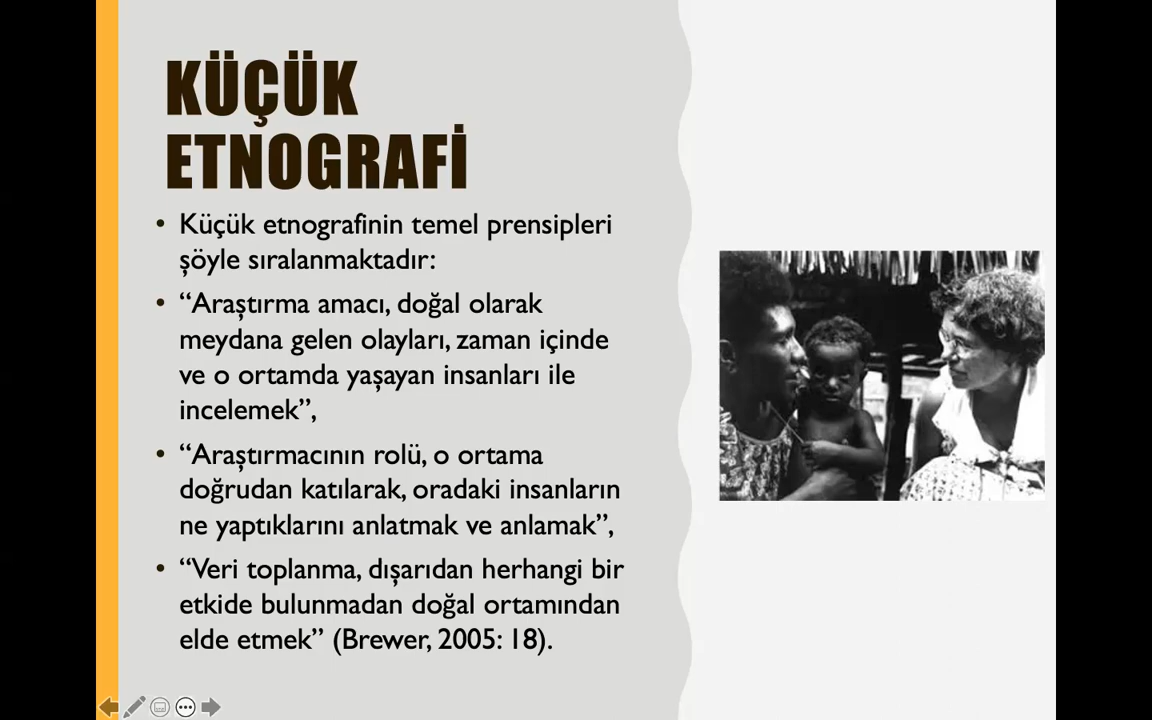 KÜÇÜK
ETNOGRAFİ
• Küçük etnografinin temel prensipleri
şöyle sıralanmaktadır:
• “Araştırma amacı, doğal olarak
meydana gelen olayları, zaman içinde
ve o ortamda yaşayan insanları ile
incelemek”,
• “Araştırmacının rolü, o ortama
doğrudan katılarak, oradaki insanların
ne yaptıklarını anlatmak ve anlamak”,
• “Veri toplanma, dışarıdan herhangi bir
etkide bulunmadan doğal ortamından
elde etmek” (Brewer, 2005: 18).